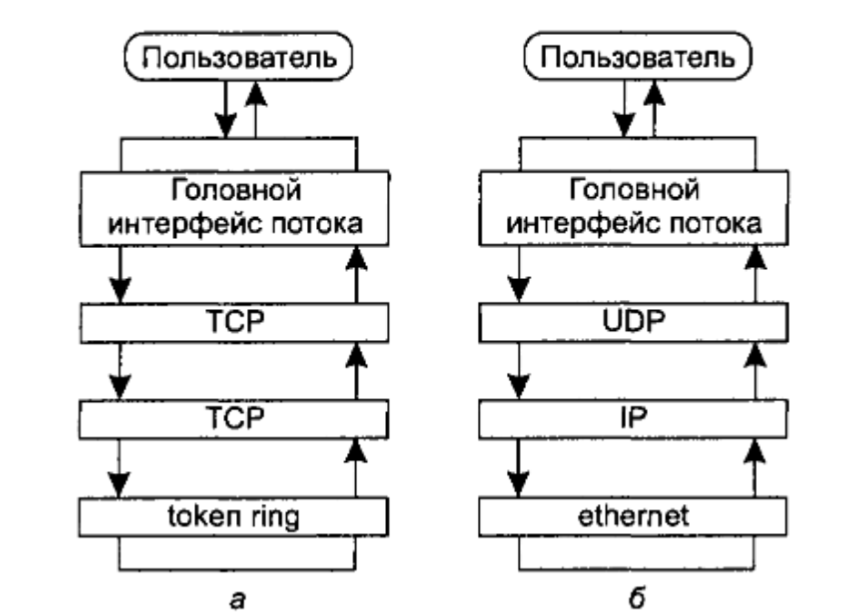 Пользователь
Головной
интерфейс потока
TCP
TCP
token ring
а
Пользователь
Головной
интерфейс потока
UDP
IP
ethernet
б